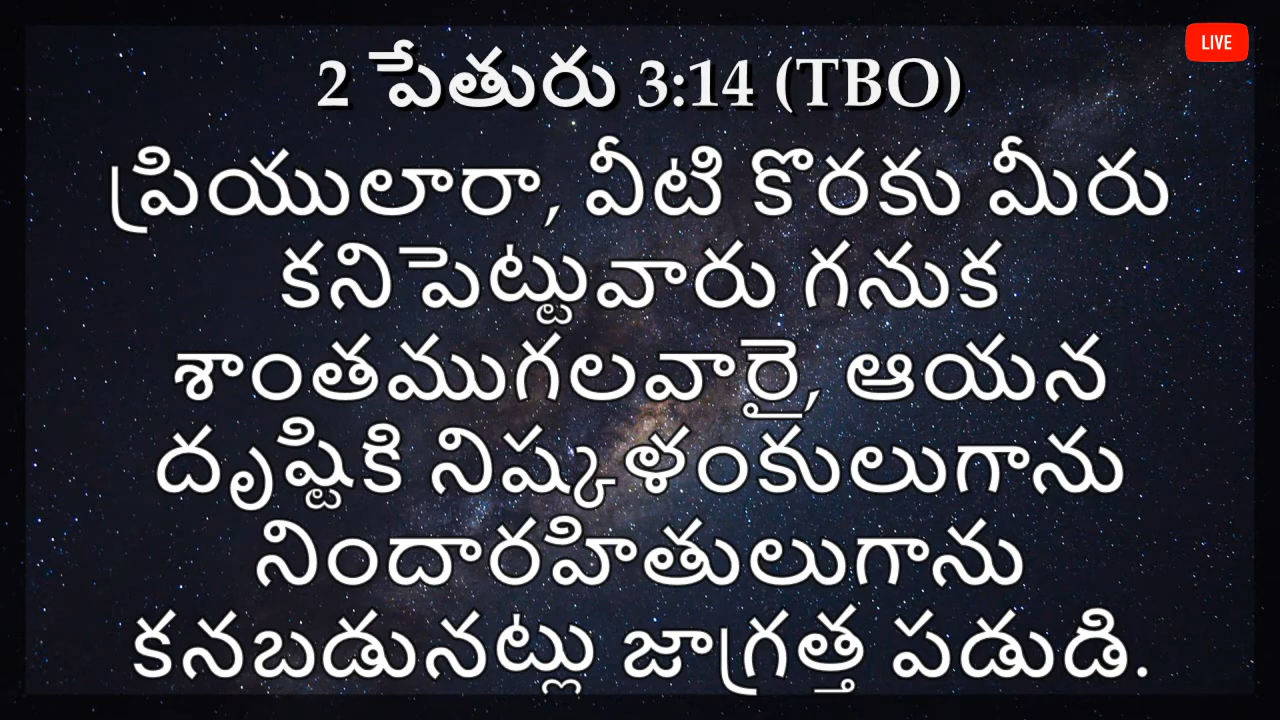 LIVE
2 పేతురు 3:14 (TBO)
ప్రియులారా, వీటి కొరకు మీరు
కనిపెట్టువారు గనుక
శాంతముగలవారై, ఆయన
దృష్టికి నిష్కళంకులుగాను
నిందారహితులుగాను
కనబడునట్లు జాగ్రత్త పడుడి.